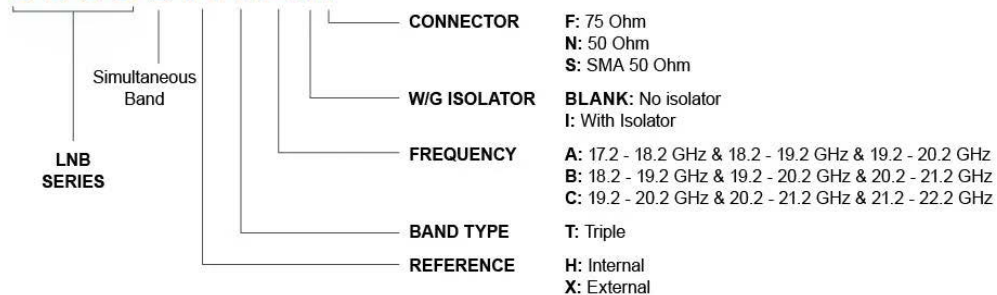 CONNECTOR F: 75 Ohm
N: 50 Ohm
S: SMA 50 Ohm
Simultaneous
Band
W/G ISOLATOR BLANK: No isolator
I: With Isolator
LNB
SERIES
FREQUENCY A: 17.2 - 18.2 GHz & 18.2 - 19.2 GHz & 19.2 - 20.2 GHz
B: 18.2 - 19.2 GHz & 19.2 - 20.2 GHz & 20.2 - 21.2 GHz
C: 19.2 - 20.2 GHz & 20.2 - 21.2 GHz & 21.2 - 22.2 GHz
BAND TYPE T: Triple
REFERENCE H: Internal
X: External